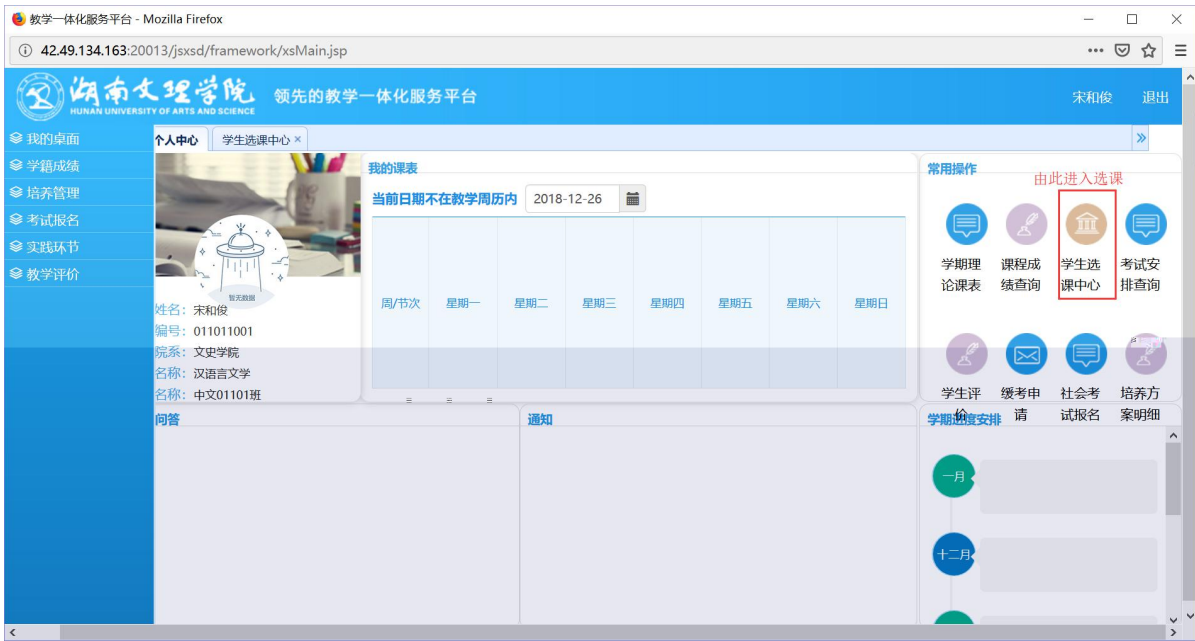 教学一体化服务平台 - Mozilla Firefox
42.49.134.163:20013/jsxsd/framework/xsMain.jsp
湖南文理学院
HUNAN UNIVERSITY OF ARTS AND SCIENCE
领先的教学一体化服务平台
宋和俊 退出
我的桌面
学籍成绩
培养管理
考试报名
实践环节
教学评价
个人中心 学生选课中心 ×
暂无数据
姓名：宋和俊
编号：011011001
院系：文史学院
名称：汉语言文学
名称：中文01101班
我的课表
当前日期不在教学周历内 2018-12-26
周/节次 星期一 星期二 星期三 星期四 星期五 星期六 星期日
常用操作
由此进入选课
学期理论课表
课程成绩查询
学生选课中心
考试安排查询
学生评价
缓考申请
社会考试报名
培养方案明细
问答
通知
学期进度安排
一月
十二月